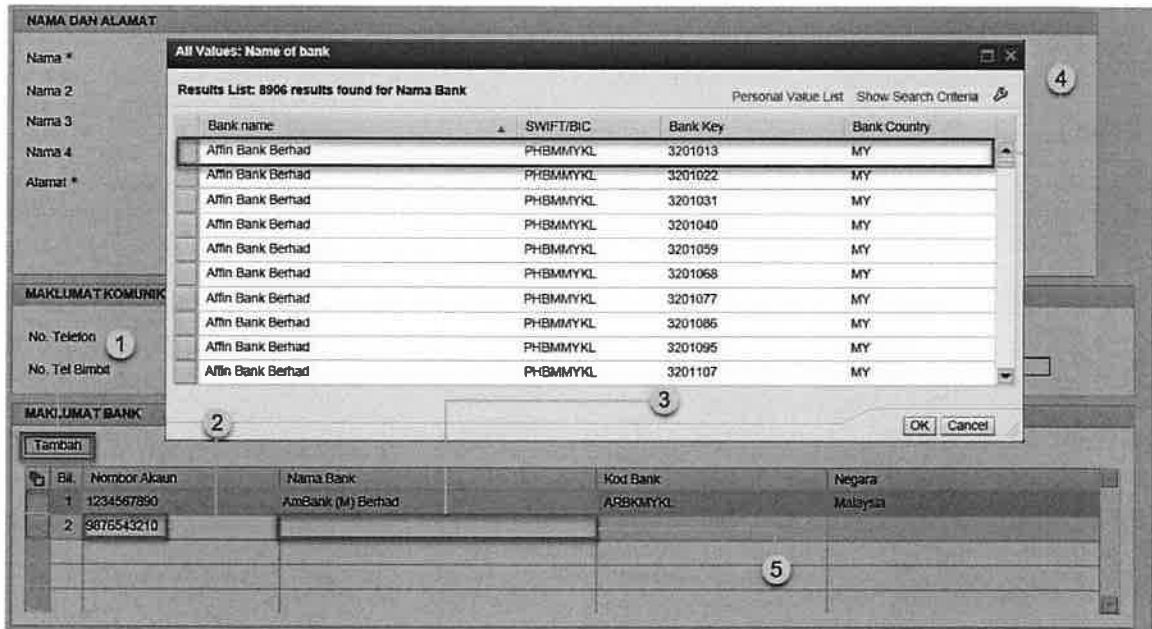 NAMA DAN ALAMAT
Nama *
Nama 2
Nama 3
Nama 4
Alamat *
All Values: Name of bank
Results List: 8906 results found for Nama Bank
Personal Value List Show Search Criteria
Bank name SWIFT/BIC Bank Key Bank Country
Affin Bank Berhad PHBMMYKL 3201013 MY
Affin Bank Berhad PHBMMYKL 3201022 MY
Affin Bank Berhad PHBMMYKL 3201031 MY
Affin Bank Berhad PHBMMYKL 3201040 MY
Affin Bank Berhad PHBMMYKL 3201059 MY
Affin Bank Berhad PHBMMYKL 3201068 MY
Affin Bank Berhad PHBMMYKL 3201077 MY
Affin Bank Berhad PHBMMYKL 3201086 MY
Affin Bank Berhad PHBMMYKL 3201095 MY
Affin Bank Berhad PHBMMYKL 3201107 MY
OK Cancel
4
MAKLUMAT KOMUNIK
No. Telefon
1
No. Tel Bimbit
3
MAKLUMAT BANK
2
Tambah
Bil. Nombor Akaun Nama Bank Kod Bank Negara
1 1234567890 AmBank (M) Berhad ARBKMYKL Malaysia
2 9876543210
5